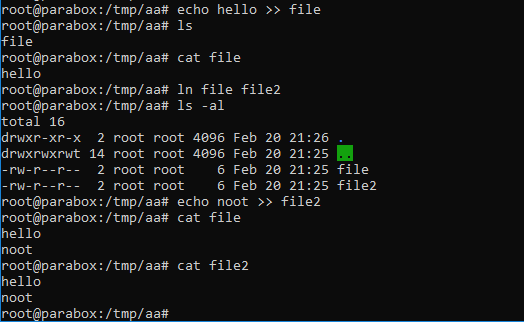 root@parabox:/tmp/aa# echo hello >> file
root@parabox:/tmp/aa# ls
file
root@parabox:/tmp/aa# cat file
hello
root@parabox:/tmp/aa# ln file file2
root@parabox:/tmp/aa# ls -al
total 16
drwxr-xr-x  2 root root 4096 Feb 20 21:26 .
drwxrwxrwt 14 root root 4096 Feb 20 21:25 ..
-rw-r--r--  2 root root    6 Feb 20 21:25 file
-rw-r--r--  2 root root    6 Feb 20 21:25 file2
root@parabox:/tmp/aa# echo noot >> file2
root@parabox:/tmp/aa# cat file
hello
noot
root@parabox:/tmp/aa# cat file2
hello
noot
root@parabox:/tmp/aa#